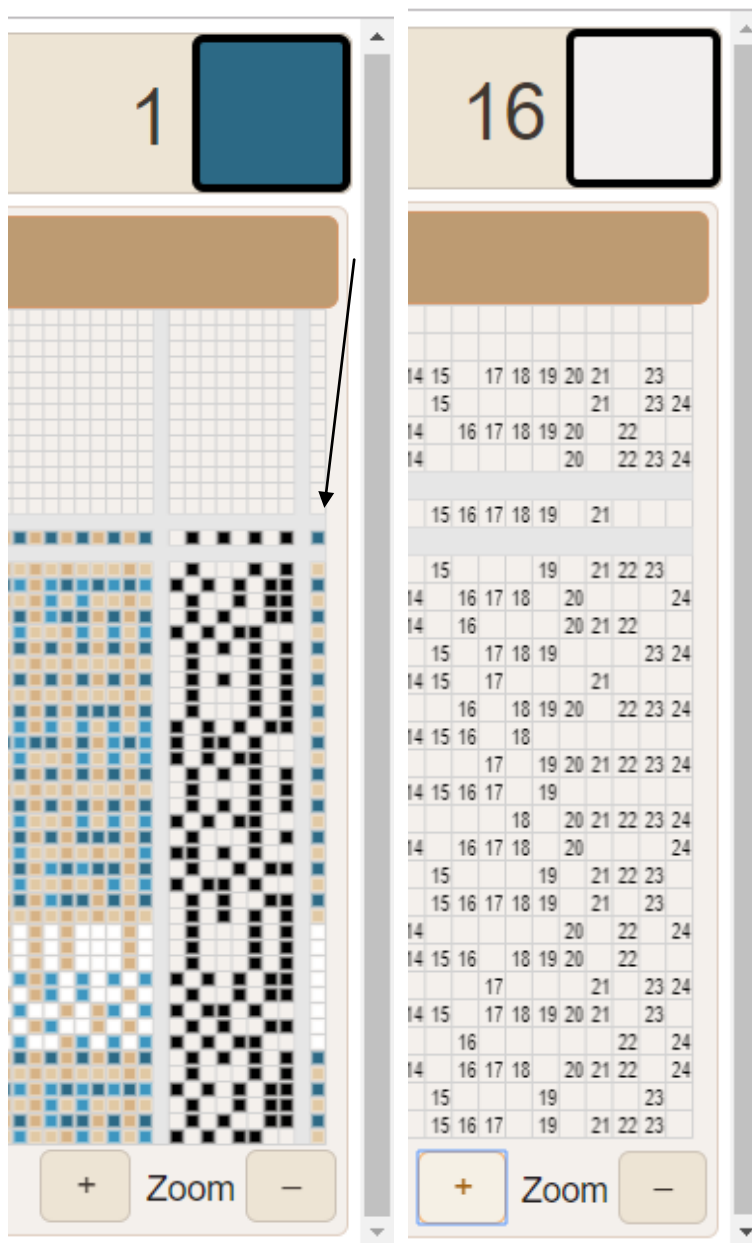 1
16
14 15 17 18 19 20 21 23
15 21 23 24
14 16 17 18 19 20 22
14 20 22 23 24
15 16 17 18 19 21
15 19 21 22 23
14 16 17 18 20 24
14 16 20 21 22
15 17 18 19 23 24
14 15 17 21
16 18 19 20 22 23 24
14 15 16 18
17 19 20 21 22 23 24
14 15 16 17 19
18 20 21 22 23 24
14 16 17 18 20 24
15 19 21 22 23
15 16 17 18 19 21 23
14 20 22 24
14 15 16 18 19 20 22
17 21 23 24
14 15 17 18 19 20 21 23
16 22 24
14 16 17 18 20 21 22 24
15 19 23
15 16 17 19 21 22 23
+ Zoom –
+ Zoom –